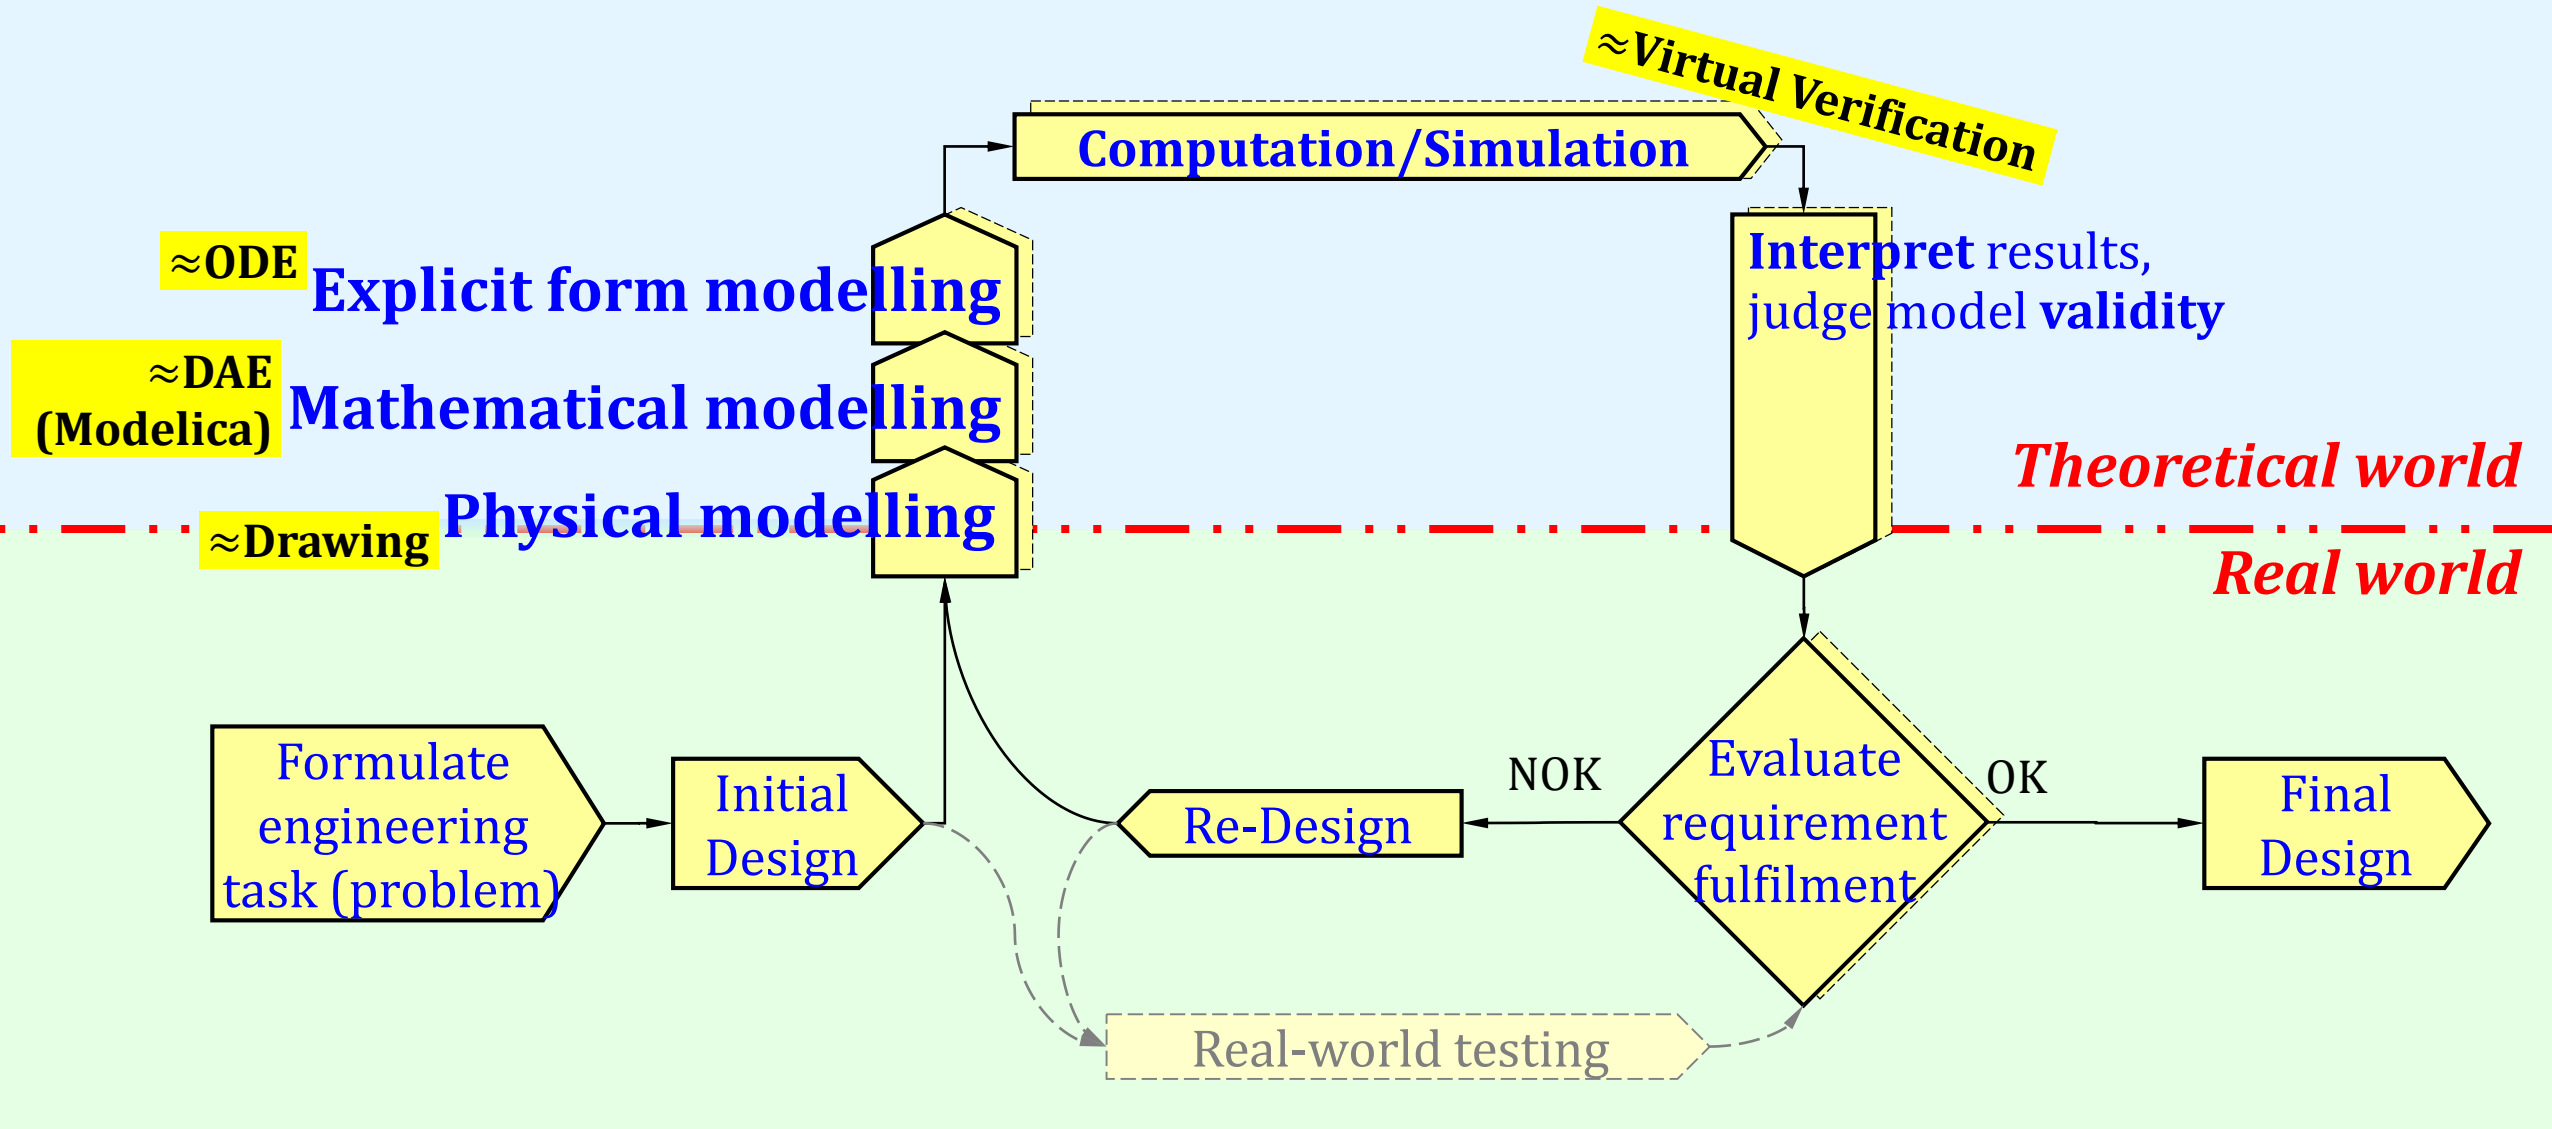 ≈Virtual Verification
Computation/Simulation
≈ODE
Explicit form modelling
Interpret results,
judge model validity
≈DAE
(Modelica)
Mathematical modelling
Theoretical world
≈Drawing
Physical modelling
Real world
Formulate
engineering
task (problem)
Initial
Design
Re-Design
NOK
Evaluate
requirement
fulfilment
OK
Final
Design
Real-world testing